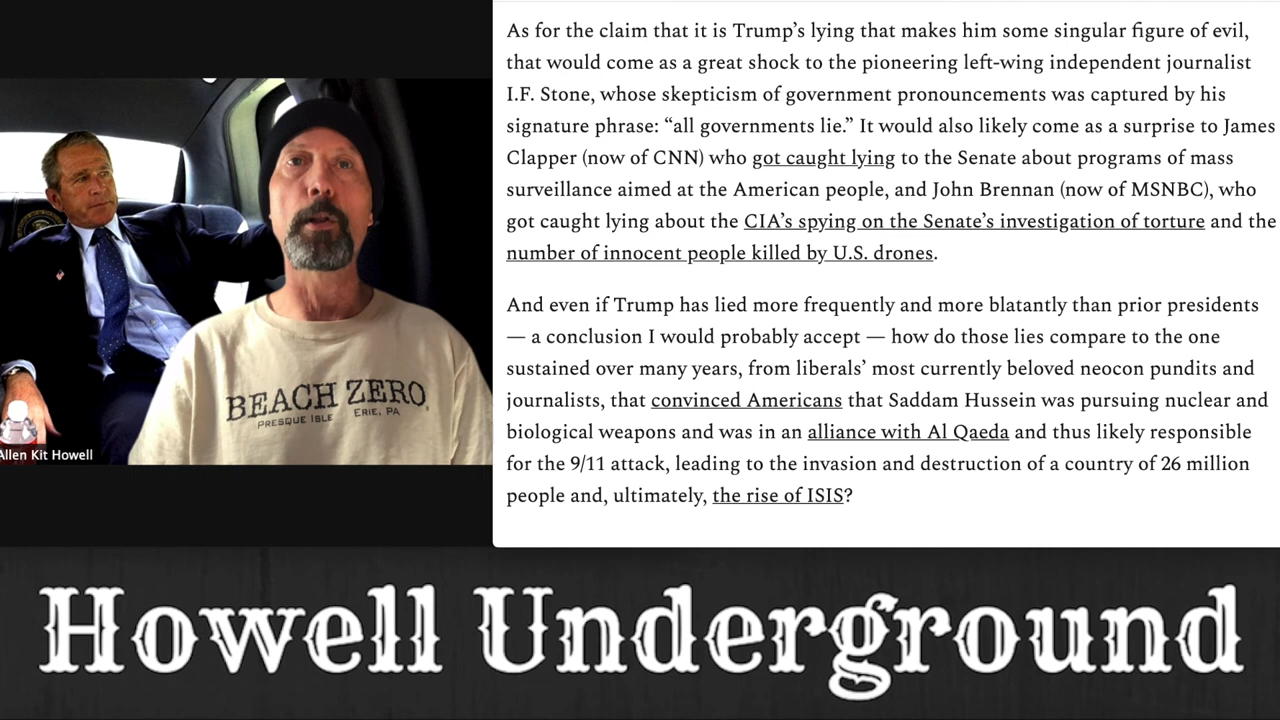 As for the claim that it is Trump’s lying that makes him some singular figure of evil,
that would come as a great shock to the pioneering left-wing independent journalist
I.F. Stone, whose skepticism of government pronouncements was captured by his
signature phrase: “all governments lie.” It would also likely come as a surprise to James
Clapper (now of CNN) who got caught lying to the Senate about programs of mass
surveillance aimed at the American people, and John Brennan (now of MSNBC), who
got caught lying about the CIA’s spying on the Senate’s investigation of torture and the
number of innocent people killed by U.S. drones.
And even if Trump has lied more frequently and more blatantly than prior presidents
— a conclusion I would probably accept — how do those lies compare to the one
sustained over many years, from liberals’ most currently beloved neocon pundits and
journalists, that convinced Americans that Saddam Hussein was pursuing nuclear and
biological weapons and was in an alliance with Al Qaeda and thus likely responsible
for the 9/11 attack, leading to the invasion and destruction of a country of 26 million
people and, ultimately, the rise of ISIS?
BEACH ZERO
PRESQUE ISLE ERIE, PA
Allen Kit Howell
Howell Underground